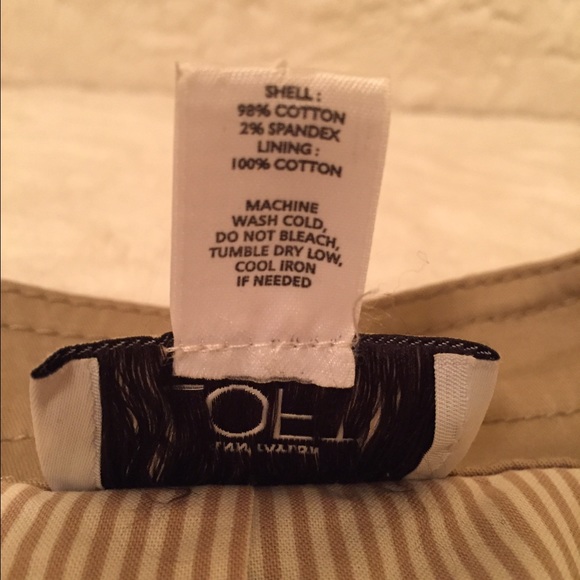 SHELL :
98% COTTON
2% SPANDEX
LINING :
100% COTTON
MACHINE
WASH COLD,
DO NOT BLEACH,
TUMBLE DRY LOW,
COOL IRON
IF NEEDED